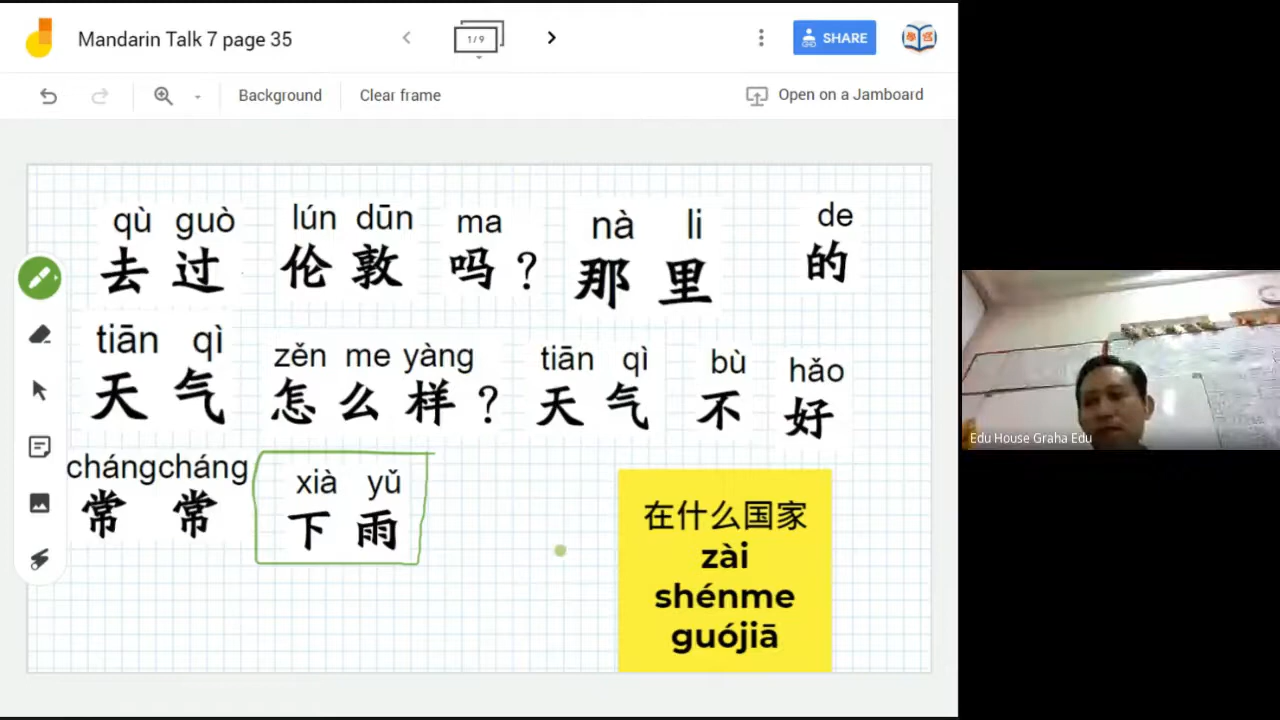 Mandarin Talk 7 page 35
1/9
SHARE
Background
Clear frame
Open on a Jamboard
qù guò lún dūn ma nà li de
去过 伦敦 吗? 那里 的
tiān qì zěn me yàng tiān qì bù hǎo
天气 怎么样? 天气 不 好
chángcháng xià yǔ
常常 下雨
在什么国家
zài
shénme
guójiā
Edu House Graha Edu